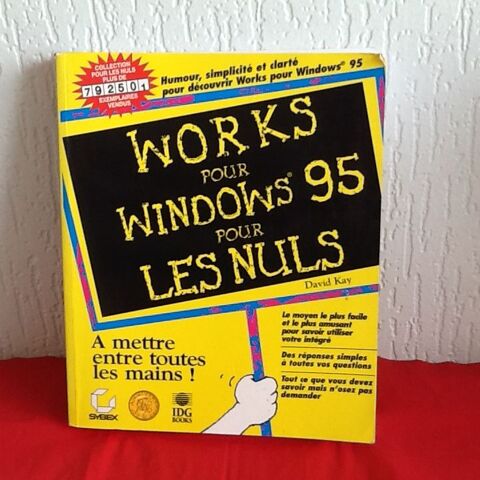 COLLECTION
POUR LES NULS
PLUS DE
792501
EXEMPLAIRES
VENDUS
Humour, simplicité et clarté
pour découvrir Works pour Windows® 95
WORKS
POUR
WINDOWS® 95
POUR
LES NULS
David Kay
A mettre
entre toutes
les mains !
Le moyen le plus facile
et le plus amusant
pour savoir utiliser
votre intégré
Des réponses simples
à toutes vos questions
Tout ce que vous devez
savoir mais n'osez pas
demander
SYBEX
IDG
BOOKS